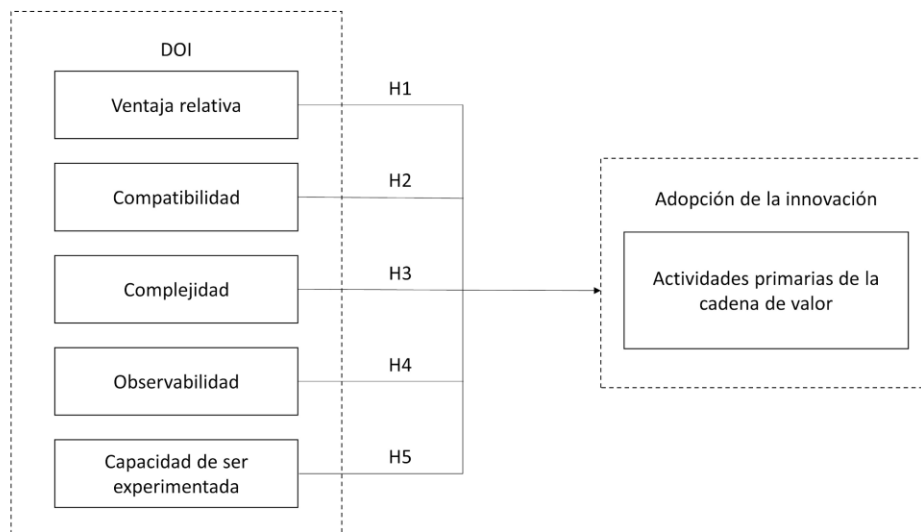 DOI
Ventaja relativa
H1
Compatibilidad
H2
Complejidad
H3
Observabilidad
H4
Capacidad de ser
experimentada
H5
Adopción de la innovación
Actividades primarias de la
cadena de valor